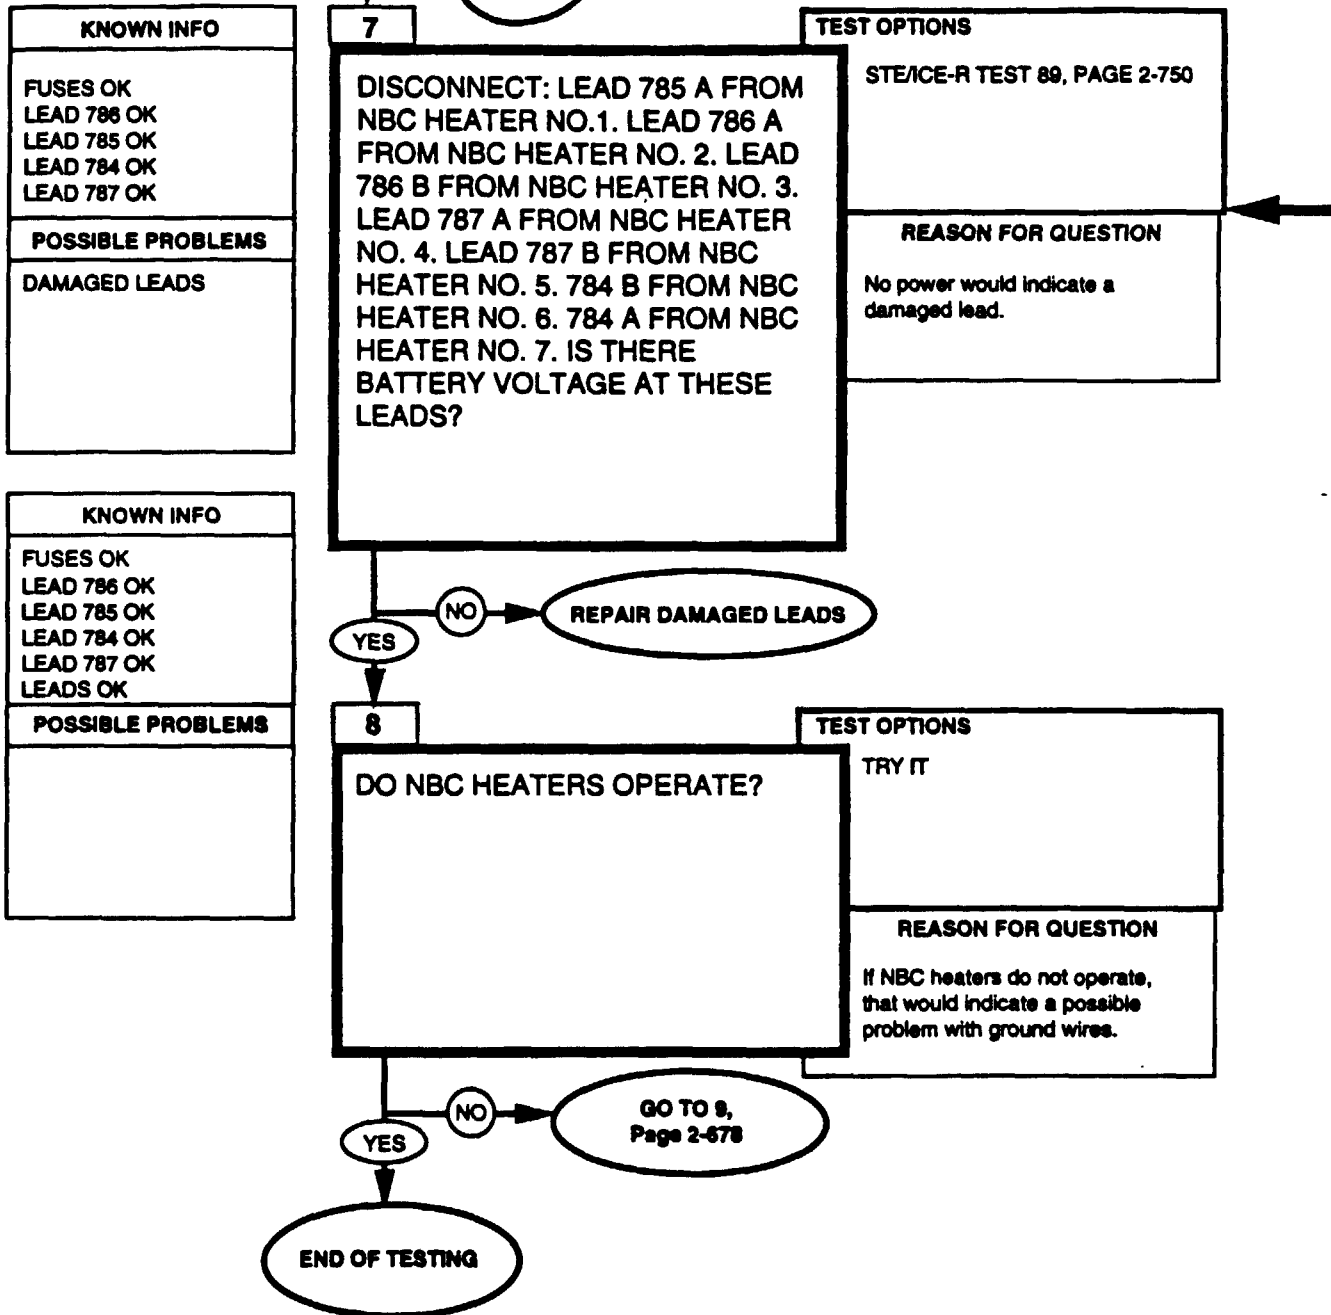 KNOWN INFO
FUSES OK
LEAD 786 OK
LEAD 785 OK
LEAD 784 OK
LEAD 787 OK
POSSIBLE PROBLEMS
DAMAGED LEADS
7
DISCONNECT: LEAD 785 A FROM
NBC HEATER NO.1. LEAD 786 A
FROM NBC HEATER NO. 2. LEAD
786 B FROM NBC HEATER NO. 3.
LEAD 787 A FROM NBC HEATER
NO. 4. LEAD 787 B FROM NBC
HEATER NO. 5. 784 B FROM NBC
HEATER NO. 6. 784 A FROM NBC
HEATER NO. 7. IS THERE
BATTERY VOLTAGE AT THESE
LEADS?
TEST OPTIONS
STE/ICE-R TEST 89, PAGE 2-750
REASON FOR QUESTION
No power would indicate a
damaged lead.
NO
REPAIR DAMAGED LEADS
YES
KNOWN INFO
FUSES OK
LEAD 786 OK
LEAD 785 OK
LEAD 784 OK
LEAD 787 OK
LEADS OK
POSSIBLE PROBLEMS
8
DO NBC HEATERS OPERATE?
TEST OPTIONS
TRY IT
REASON FOR QUESTION
If NBC heaters do not operate,
that would indicate a possible
problem with ground wires.
NO
GO TO 9,
Page 2-678
YES
END OF TESTING